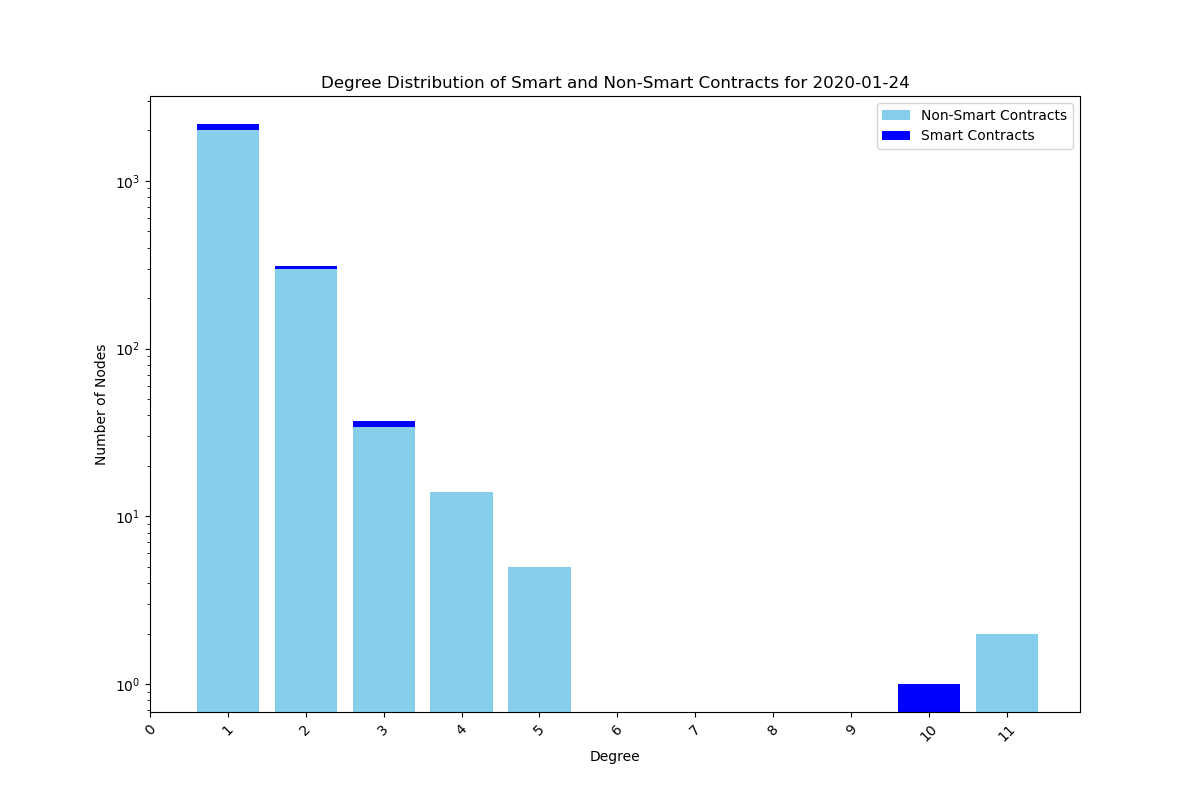 Degree Distribution of Smart and Non-Smart Contracts for 2020-01-24
Non-Smart Contracts
Smart Contracts
Number of Nodes
10³
10²
10¹
10⁰
0 1 2 3 4 5 6 7 8 9 10 11
Degree